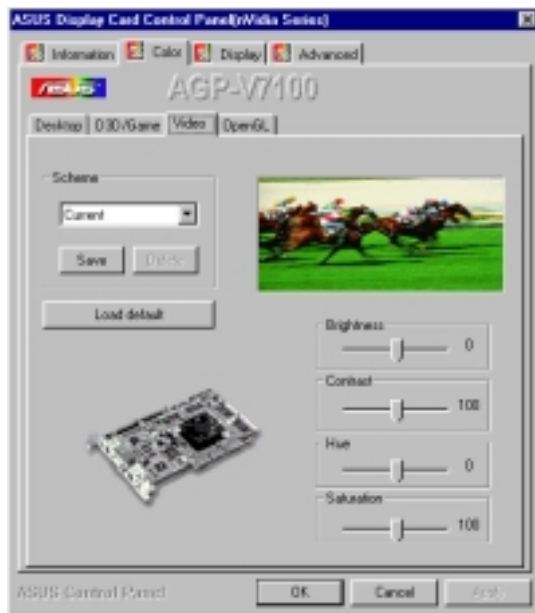 ASUS Display Card Control Panel(nVidia Series)
Information Color Display Advanced
ASUS AGP-V7100
Desktop D3D/Game Video OpenGL
Scheme
Current
Save Delete
Load default
Brightness
0
Contrast
100
Hue
0
Saturation
100
ASUS Control Panel OK Cancel Apply